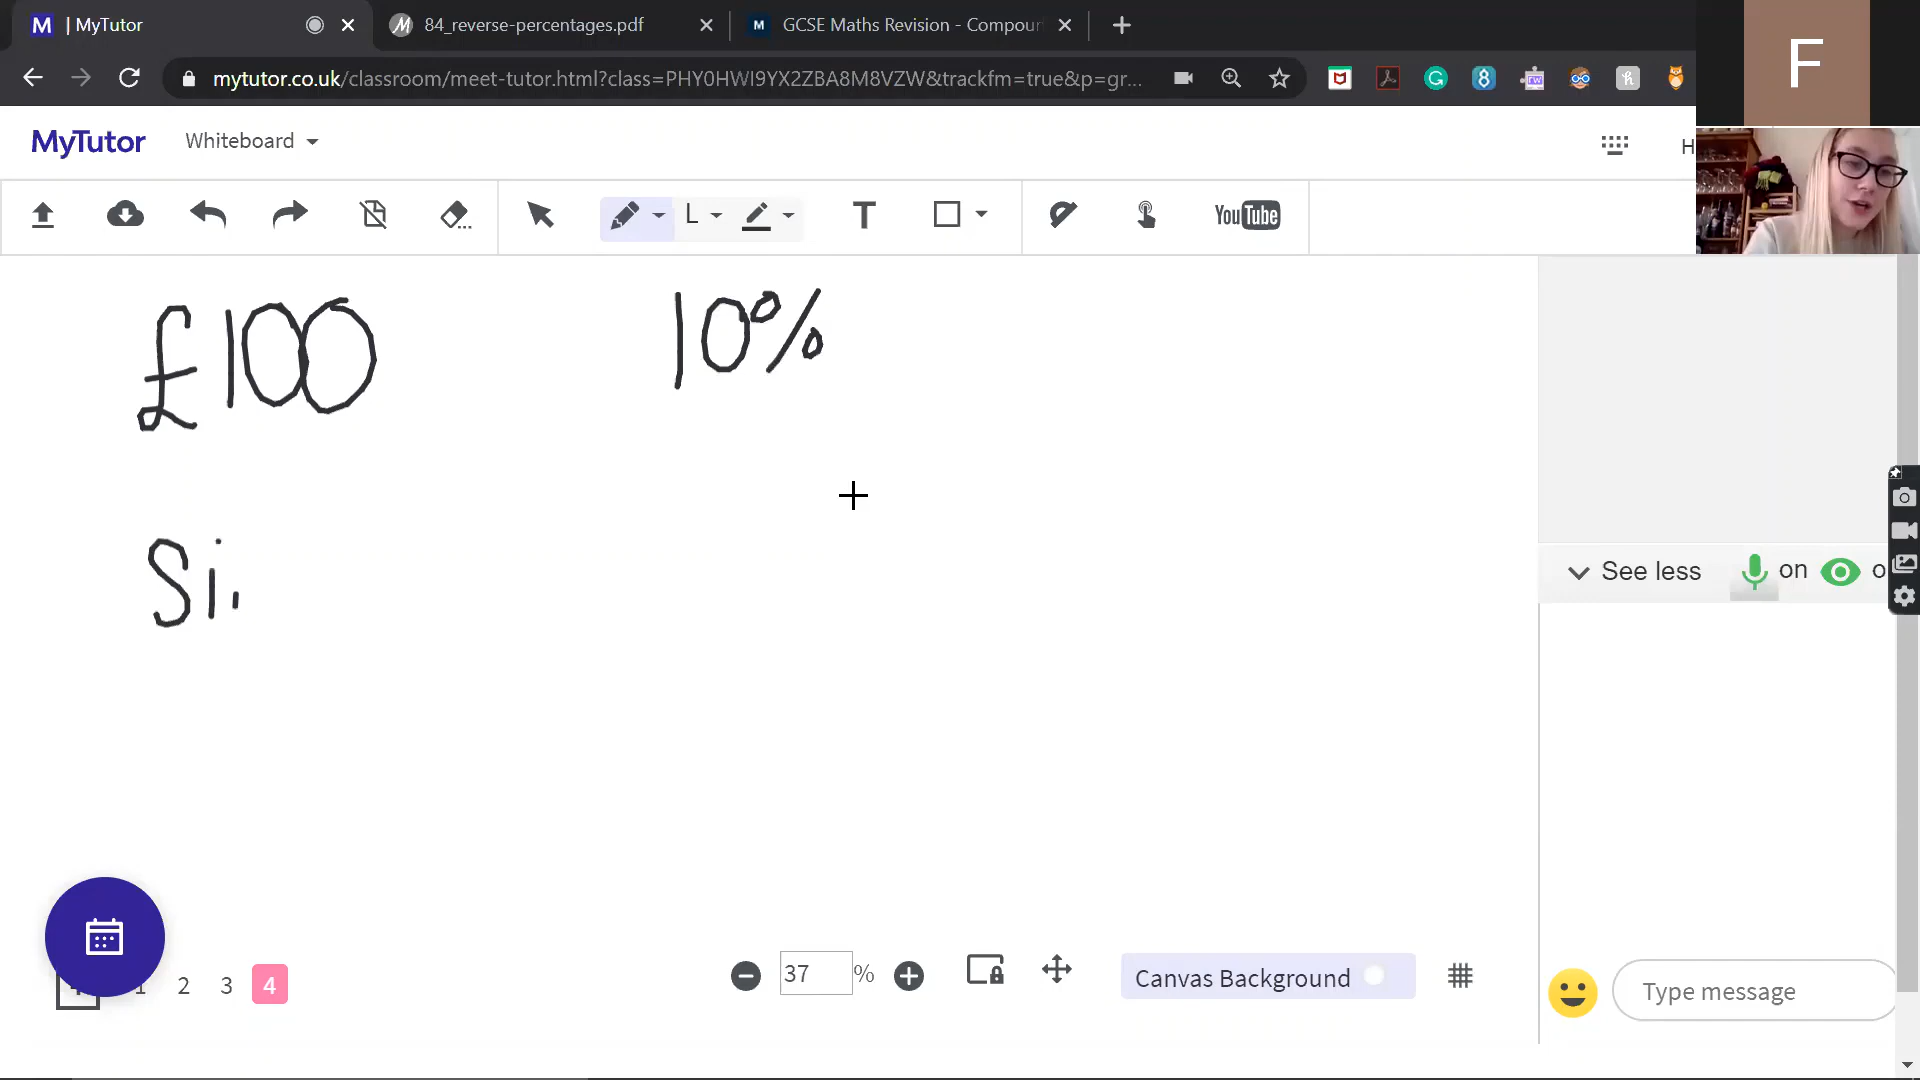 | MyTutor
84_reverse-percentages.pdf
GCSE Maths Revision - Compour
mytutor.co.uk/classroom/meet-tutor.html?class=PHY0HWI9YX2ZBA8M8VZW&trackfm=true&p=gr...
F
MyTutor
Whiteboard
H
L
T
YouTube
£100
10%
Si
See less
on
o
1
2
3
4
37
%
Canvas Background
Type message